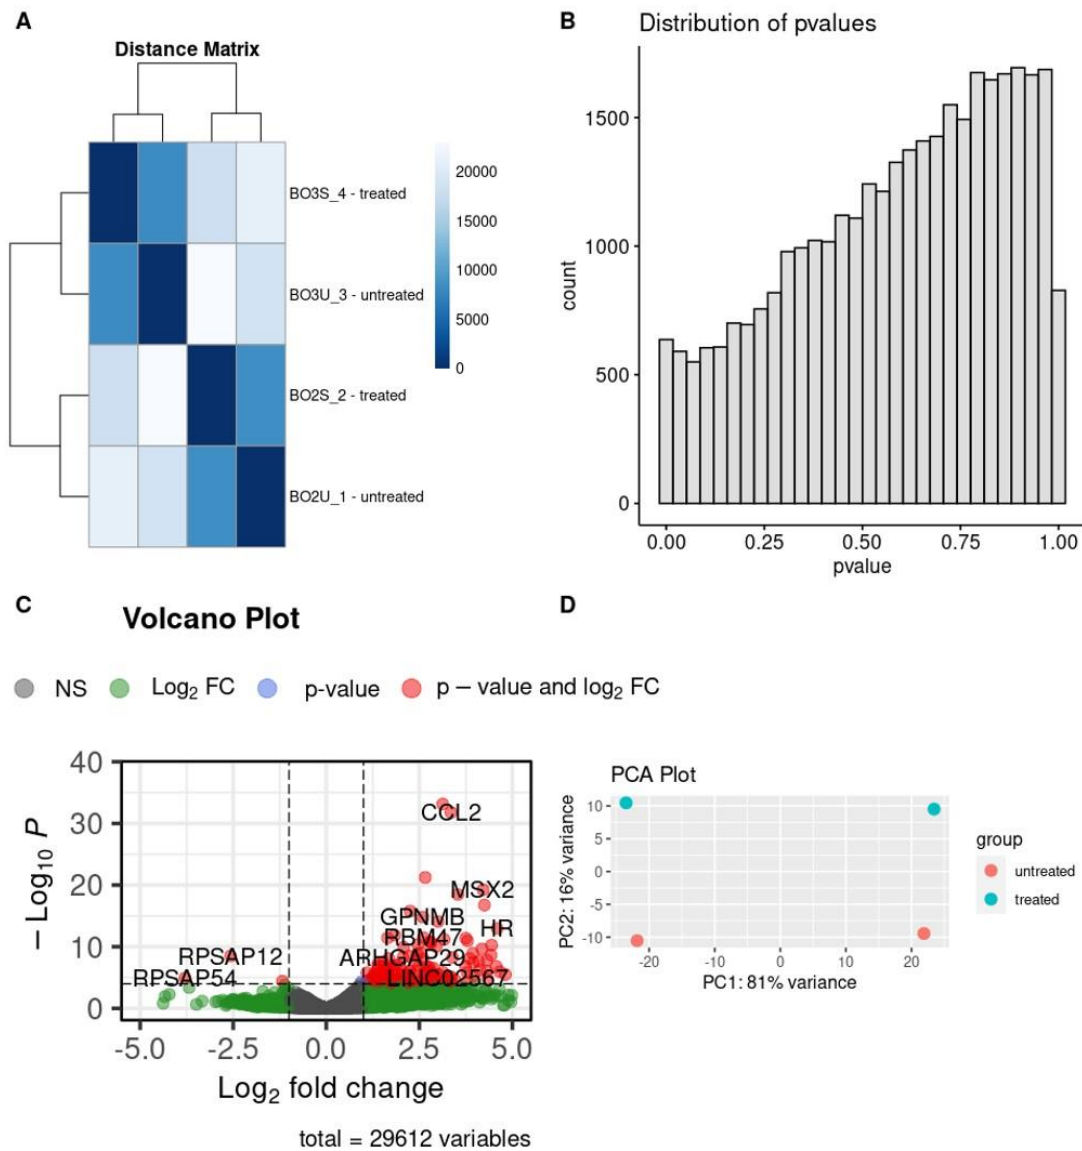 A
Distance Matrix
20000
15000
10000
5000
0
BO3S_4 - treated
BO3U_3 - untreated
BO2S_2 - treated
BO2U_1 - untreated
B
Distribution of pvalues
count
1500
1000
500
0
0.00 0.25 0.50 0.75 1.00
pvalue
C
Volcano Plot
NS Log2 FC p-value p – value and log2 FC
– Log10 P
40
30
20
10
0
CCL2
MSX2
GPNMB
HR
RBM47
RPSAP12
ARHGAP29
RPSAP54
LINC02567
-5.0 -2.5 0.0 2.5 5.0
Log2 fold change
total = 29612 variables
D
PCA Plot
PC2: 16% variance
10
5
0
-5
-10
-20 -10 0 10 20
PC1: 81% variance
group
untreated
treated